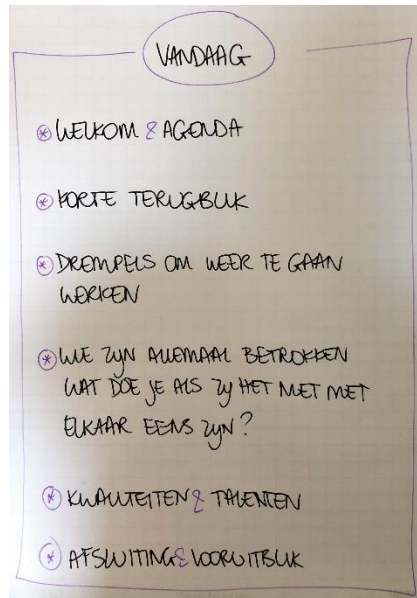 VANDAAG
* WELKOM & AGENDA
* KORTE TERUGBLIK
* DREMPELS OM WEER TE GAAN
WERKEN
* WE ZIJN ALLEMAAL BETROKKEN
WAT DOE JE ALS ZIJ HET NIET MET
ELKAAR EENS ZIJN?
* KWALITEITEN & TALENTEN
* AFSLUITING & VOORUITBLIK